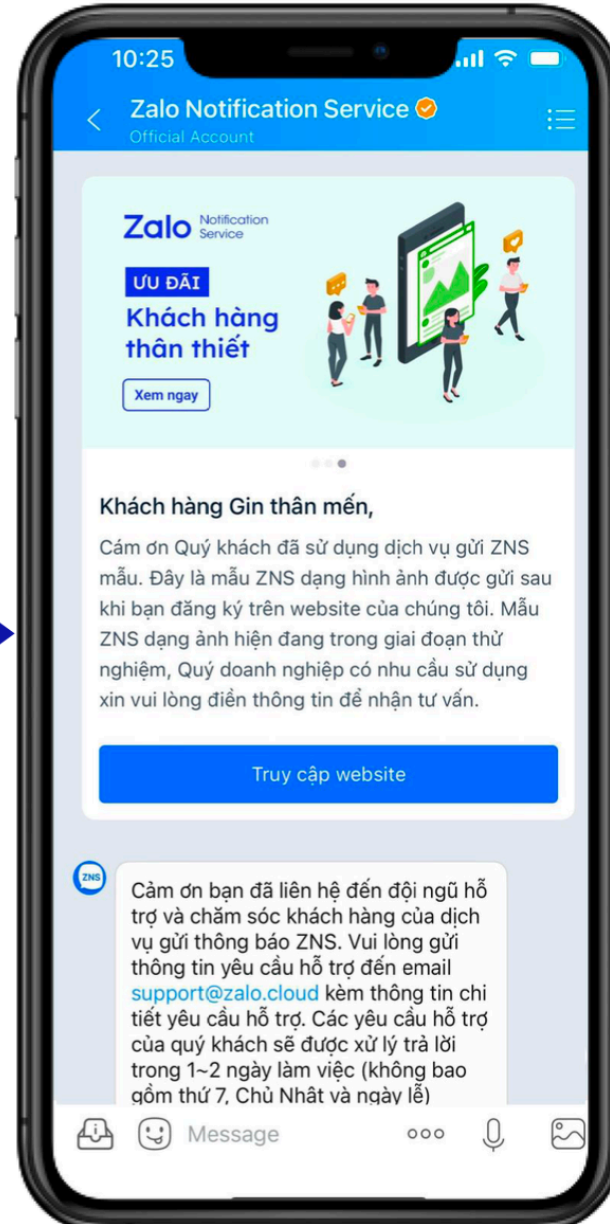 10:25
Zalo Notification Service
Official Account
Zalo Notification
Service
ƯU ĐÃI
Khách hàng
thân thiết
Xem ngay
Khách hàng Gin thân mến,
Cám ơn Quý khách đã sử dụng dịch vụ gửi ZNS
mẫu. Đây là mẫu ZNS dạng hình ảnh được gửi sau
khi bạn đăng ký trên website của chúng tôi. Mẫu
ZNS dạng ảnh hiện đang trong giai đoạn thử
nghiệm, Quý doanh nghiệp có nhu cầu sử dụng
xin vui lòng điền thông tin để nhận tư vấn.
Truy cập website
ZNS
Cảm ơn bạn đã liên hệ đến đội ngũ hỗ
trợ và chăm sóc khách hàng của dịch
vụ gửi thông báo ZNS. Vui lòng gửi
thông tin yêu cầu hỗ trợ đến email
support@zalo.cloud kèm thông tin chi
tiết yêu cầu hỗ trợ. Các yêu cầu hỗ trợ
của quý khách sẽ được xử lý trả lời
trong 1~2 ngày làm việc (không bao
gồm thứ 7, Chủ Nhật và ngày lễ)
Message